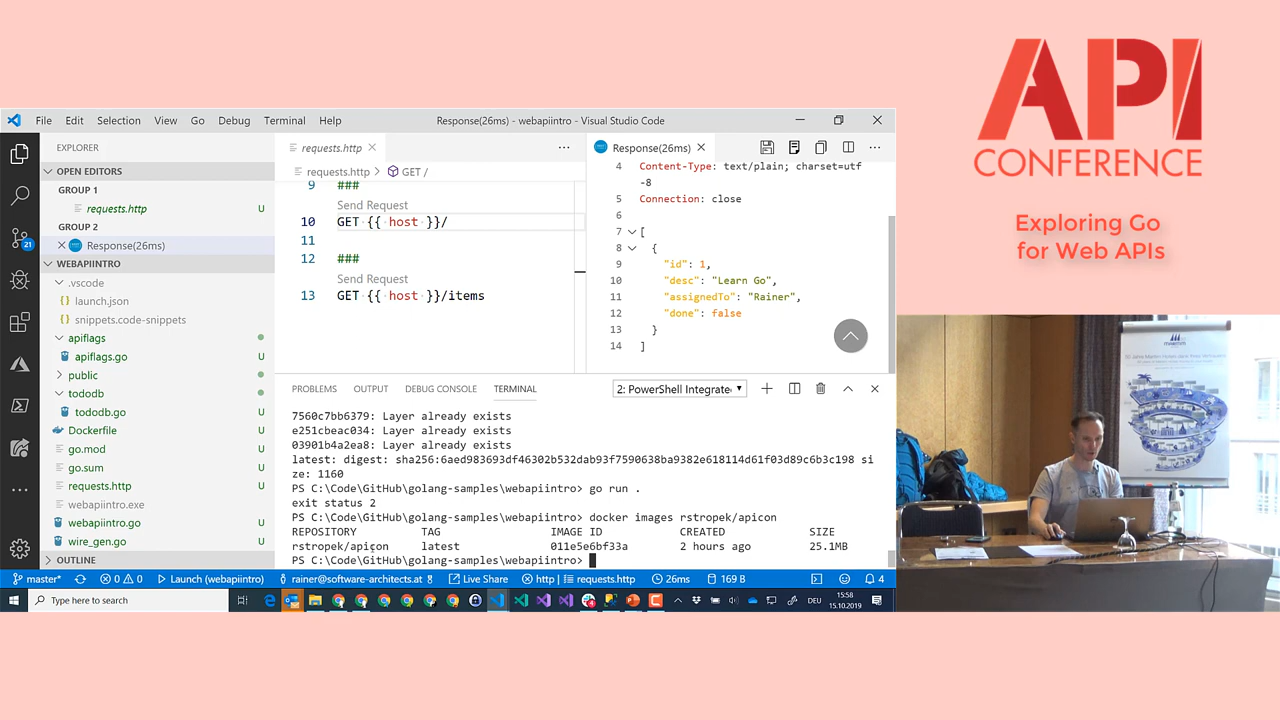 File Edit Selection View Go Debug Terminal Help
Response(26ms) - webapiintro - Visual Studio Code
EXPLORER
OPEN EDITORS
GROUP 1
requests.http U
GROUP 2
Response(26ms)
WEBAPIINTRO
.vscode
launch.json
snippets.code-snippets
apiflags
apiflags.go U
public
tododb
tododb.go U
Dockerfile U
go.mod U
go.sum U
requests.http U
webapiintro.exe
webapiintro.go U
wire_gen.go U
OUTLINE
21
requests.http
requests.http > GET /
9 ###
Send Request
10 GET {{ host }}/
11
12 ###
Send Request
13 GET {{ host }}/items
Response(26ms)
4 Content-Type: text/plain; charset=utf
-8
5 Connection: close
6
7 [
8 {
9 "id": 1,
10 "desc": "Learn Go",
11 "assignedTo": "Rainer",
12 "done": false
13 }
14 ]
PROBLEMS OUTPUT DEBUG CONSOLE TERMINAL
2: PowerShell Integrate
7560c7bb6379: Layer already exists
e251cbeac034: Layer already exists
03901b4a2ea8: Layer already exists
latest: digest: sha256:6aed983693df46302b532dab93f7590638ba9382e618114d61f03d89c6b3c198 si
ze: 1160
PS C:\Code\GitHub\golang-samples\webapiintro> go run .
exit status 2
PS C:\Code\GitHub\golang-samples\webapiintro> docker images rstropek/apicon
REPOSITORY TAG IMAGE ID CREATED SIZE
rstropek/apicon latest 011e5e6bf33a 2 hours ago 25.1MB
PS C:\Code\GitHub\golang-samples\webapiintro>
master* 0 0 Launch (webapiintro) rainer@software-architects.at Live Share http | requests.http 26ms 169 B 4
Type here to search
DEU
15:58
15.10.2019
API
CONFERENCE
Exploring Go
for Web APIs